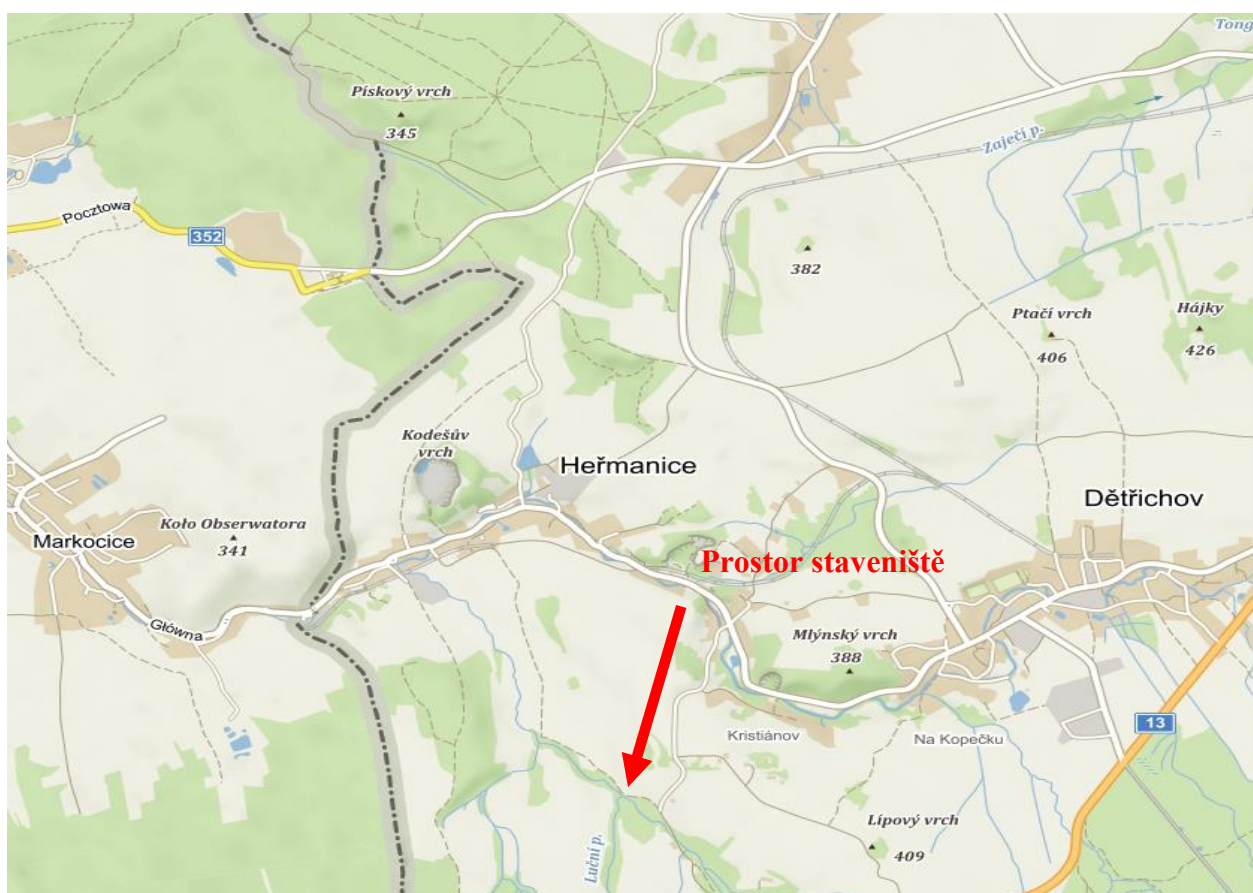 Tong
Pískový vrch
345
Zaječí p.
Pocztowa
352
382
Ptačí vrch
406
Hájky
426
Kodešův
vrch
Heřmanice
Dětřichov
Koło Obserwatora
341
Markocice
Prostor staveniště
Główna
Mlýnský vrch
388
13
Kristiánov
Na Kopečku
Lípový vrch
409
Luční p.